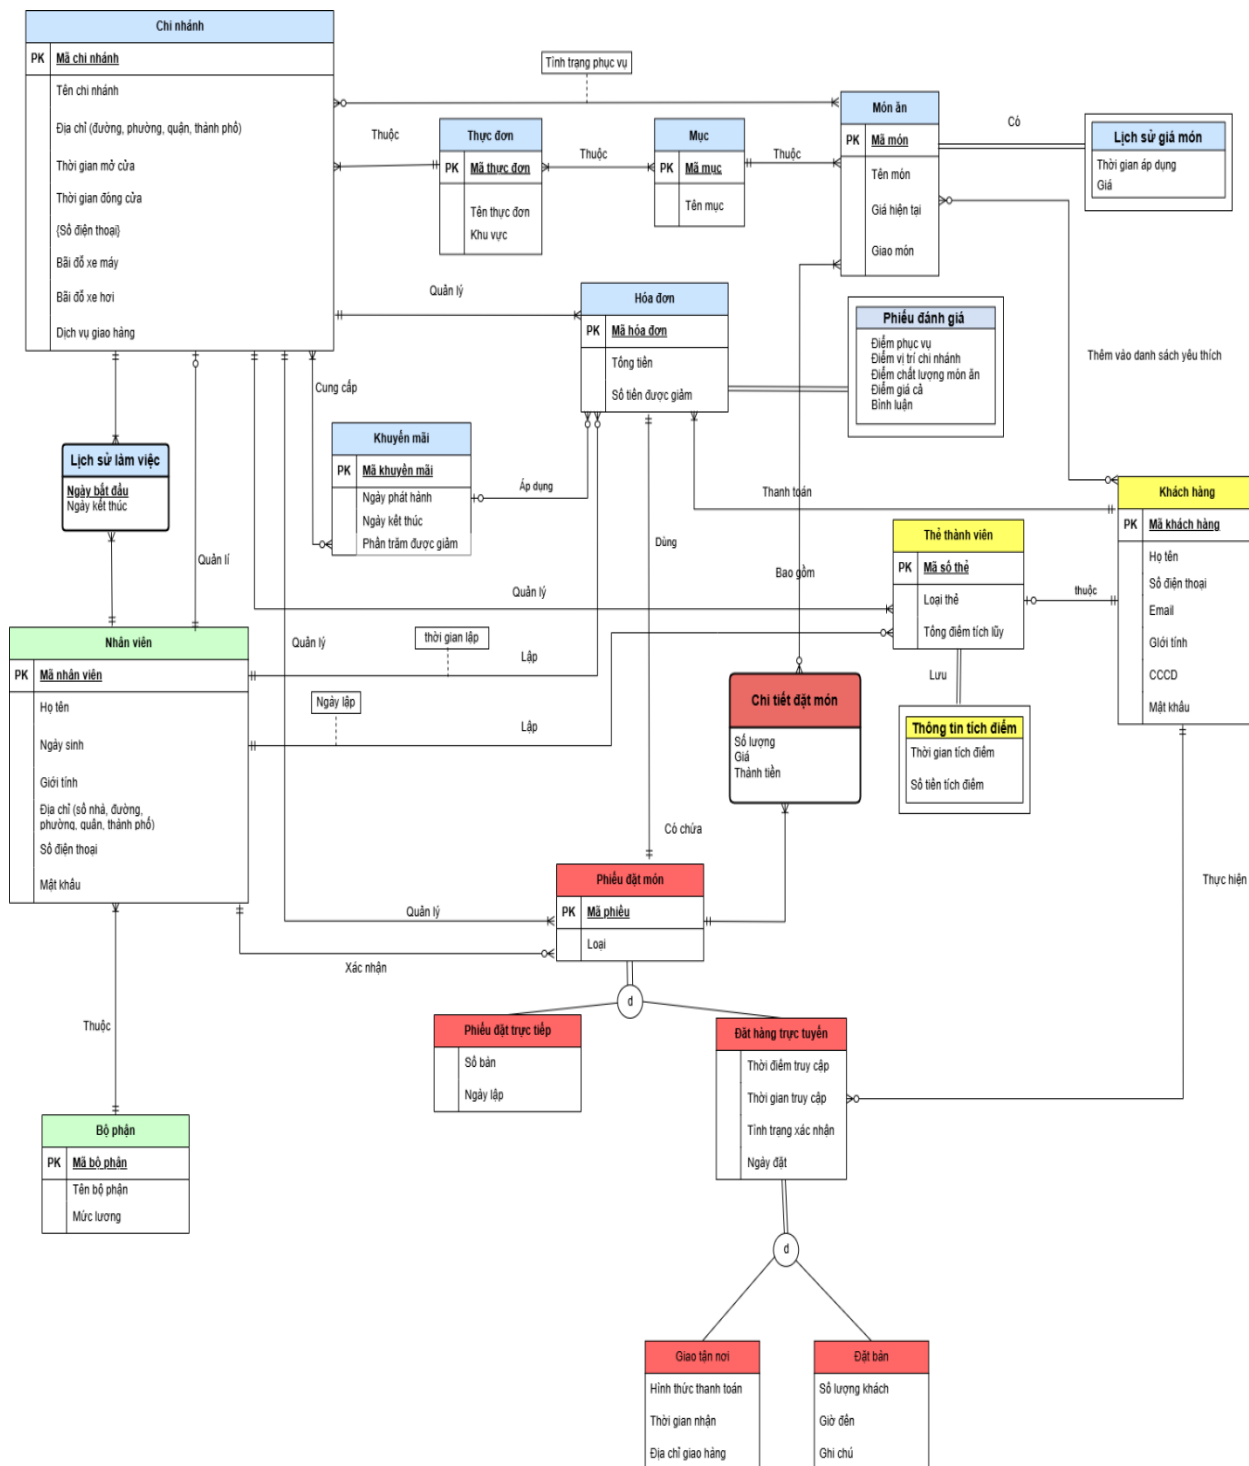 Chi nhánh
PK Mã chi nhánh
Tên chi nhánh
Địa chỉ (đường, phường, quận, thành phố)
Thời gian mở cửa
Thời gian đóng cửa
{Số điện thoại}
Bãi đỗ xe máy
Bãi đỗ xe hơi
Dịch vụ giao hàng
Tình trạng phục vụ
Thuộc
Thực đơn
PK Mã thực đơn
Tên thực đơn
Khu vực
Thuộc
Mục
PK Mã mục
Tên mục
Thuộc
Món ăn
PK Mã món
Tên món
Giá hiện tại
Giao món
Có
Lịch sử giá món
Thời gian áp dụng
Giá
Quản lý
Hóa đơn
PK Mã hóa đơn
Tổng tiền
Số tiền được giảm
Phiếu đánh giá
Điểm phục vụ
Điểm vị trí chi nhánh
Điểm chất lượng món ăn
Điểm giá cả
Bình luận
Thêm vào danh sách yêu thích
Cung cấp
Khuyến mãi
PK Mã khuyến mãi
Ngày phát hành
Ngày kết thúc
Phần trăm được giảm
Áp dụng
Lịch sử làm việc
Ngày bắt đầu
Ngày kết thúc
Quản lí
Thanh toán
Dùng
Bao gồm
Khách hàng
PK Mã khách hàng
Họ tên
Số điện thoại
Email
Giới tính
CCCD
Mật khẩu
Thẻ thành viên
PK Mã số thẻ
Loại thẻ
Tổng điểm tích lũy
thuộc
Quản lý
Quản lý
thời gian lập
Lập
Ngày lập
Lập
Lưu
Thông tin tích điểm
Thời gian tích điểm
Số tiền tích điểm
Nhân viên
PK Mã nhân viên
Họ tên
Ngày sinh
Giới tính
Địa chỉ (số nhà, đường,
phường, quận, thành phố)
Số điện thoại
Mật khẩu
Chi tiết đặt món
Số lượng
Giá
Thành tiền
Có chứa
Phiếu đặt món
PK Mã phiếu
Loại
Quản lý
Xác nhận
Thực hiện
d
Phiếu đặt trực tiếp
Số bàn
Ngày lập
Đặt hàng trực tuyến
Thời điểm truy cập
Thời gian truy cập
Tình trạng xác nhận
Ngày đặt
Thuộc
Bộ phận
PK Mã bộ phận
Tên bộ phận
Mức lương
d
Giao tận nơi
Hình thức thanh toán
Thời gian nhận
Địa chỉ giao hàng
Đặt bàn
Số lượng khách
Giờ đến
Ghi chú